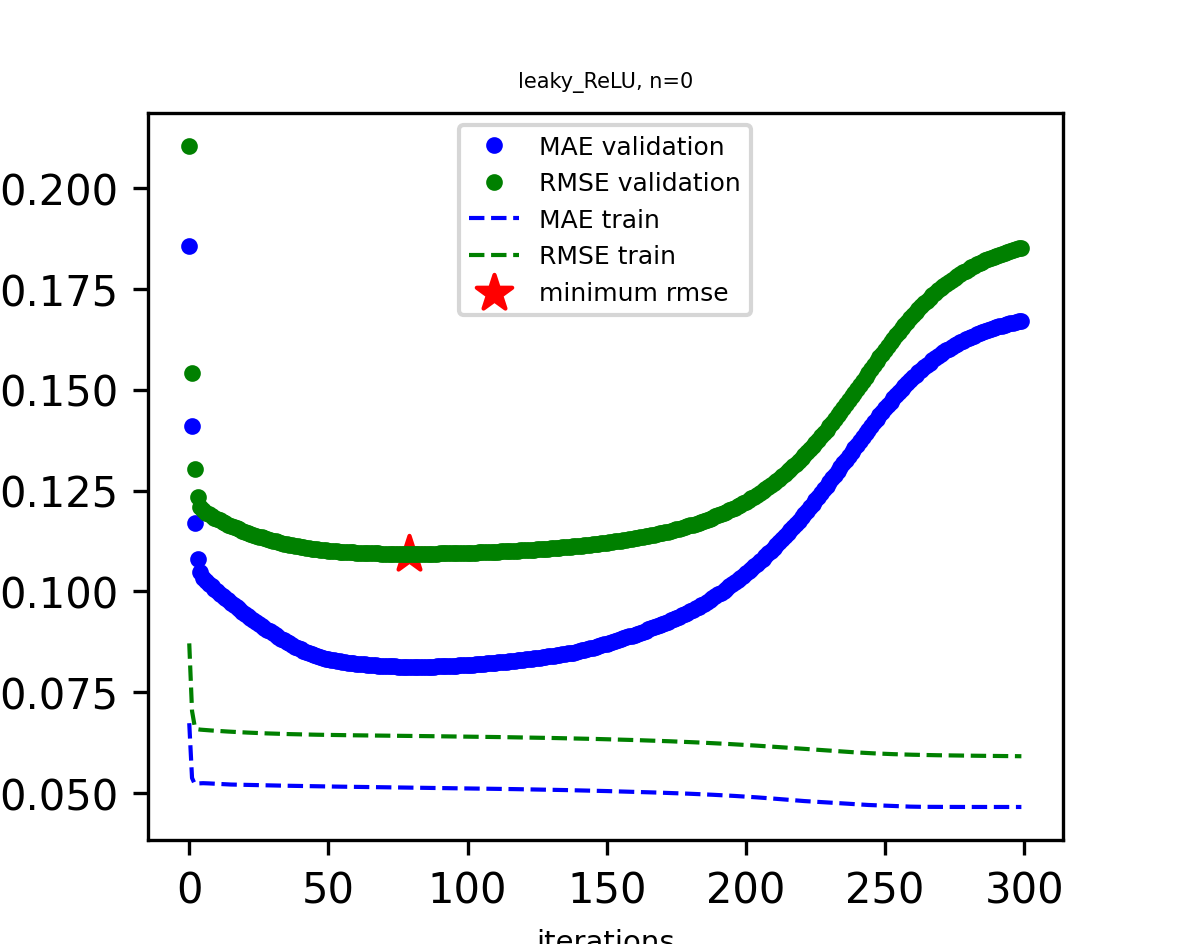 leaky_ReLU, n=0
MAE validation
RMSE validation
MAE train
RMSE train
minimum rmse
0.200
0.175
0.150
0.125
0.100
0.075
0.050
0 50 100 150 200 250 300
iterations